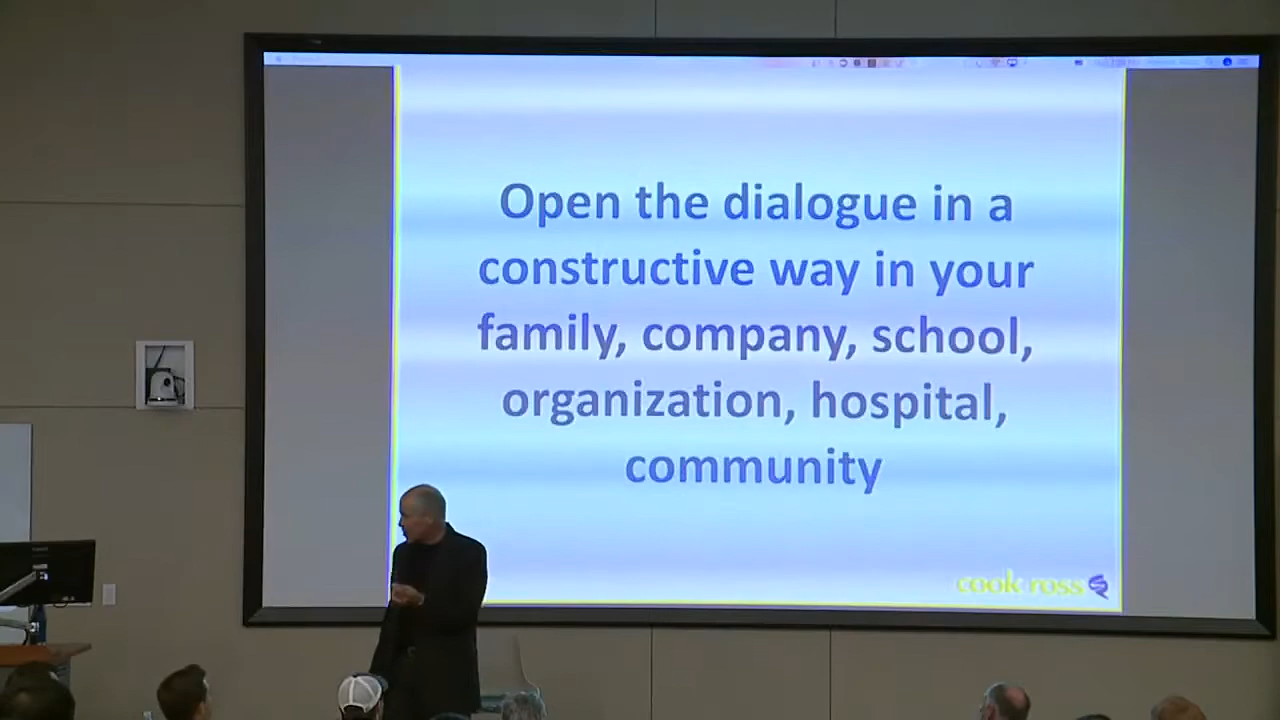 Open the dialogue in a
constructive way in your
family, company, school,
organization, hospital,
community
cook ross